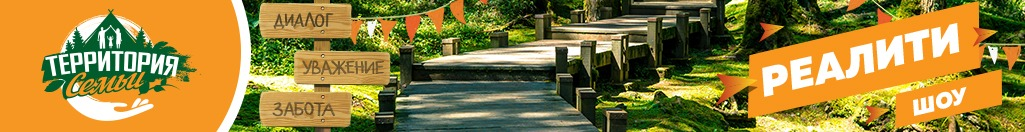 ТЕРРИТОРИЯ
Семьи
ДИАЛОГ
УВАЖЕНИЕ
ЗАБОТА
РЕАЛИТИ
ШОУ